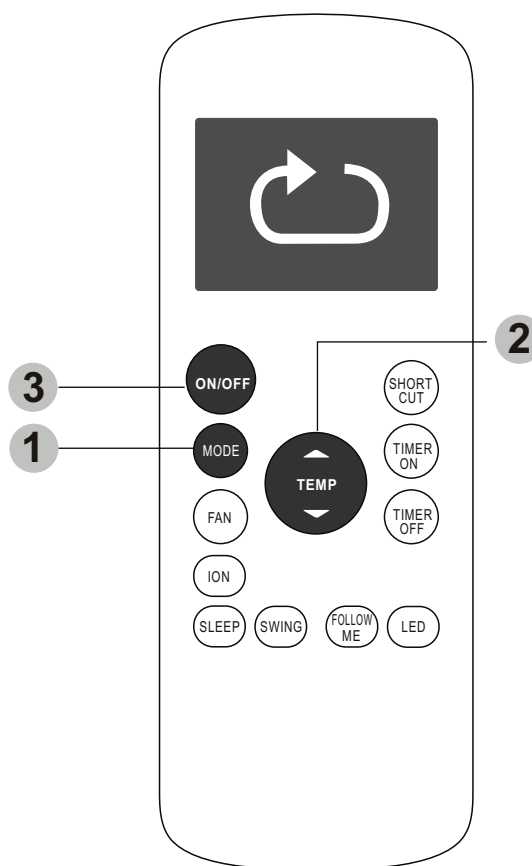 2
ON/OFF
SHORT
CUT
3
1
MODE
TIMER
ON
TEMP
FAN
TIMER
OFF
ION
SLEEP
SWING
FOLLOW
ME
LED